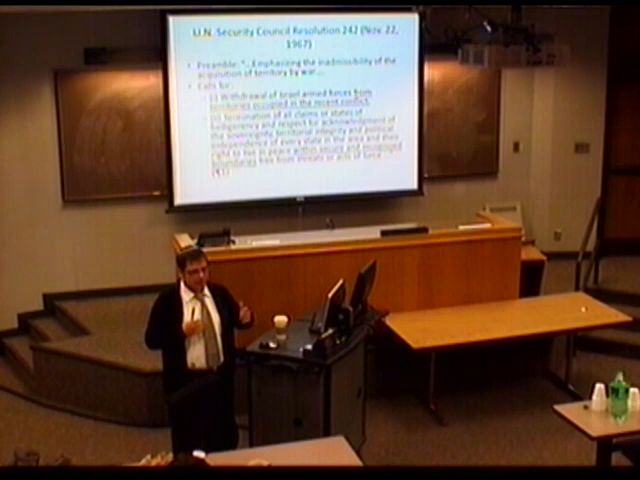 U.N. Security Council Resolution 242 (Nov. 22,
1967)
• Preamble: "… Emphasizing the inadmissibility of the
acquisition of territory by war …
• Calls for:
(i) Withdrawal of Israel armed forces from
territories occupied in the recent conflict;
(ii) Termination of all claims or states of
belligerency and respect for acknowledgment of
the sovereignty, territorial integrity and political
independence of every state in the area and their
right to live in peace within secure and recognized
boundaries free from threats or acts of force
(¶1)